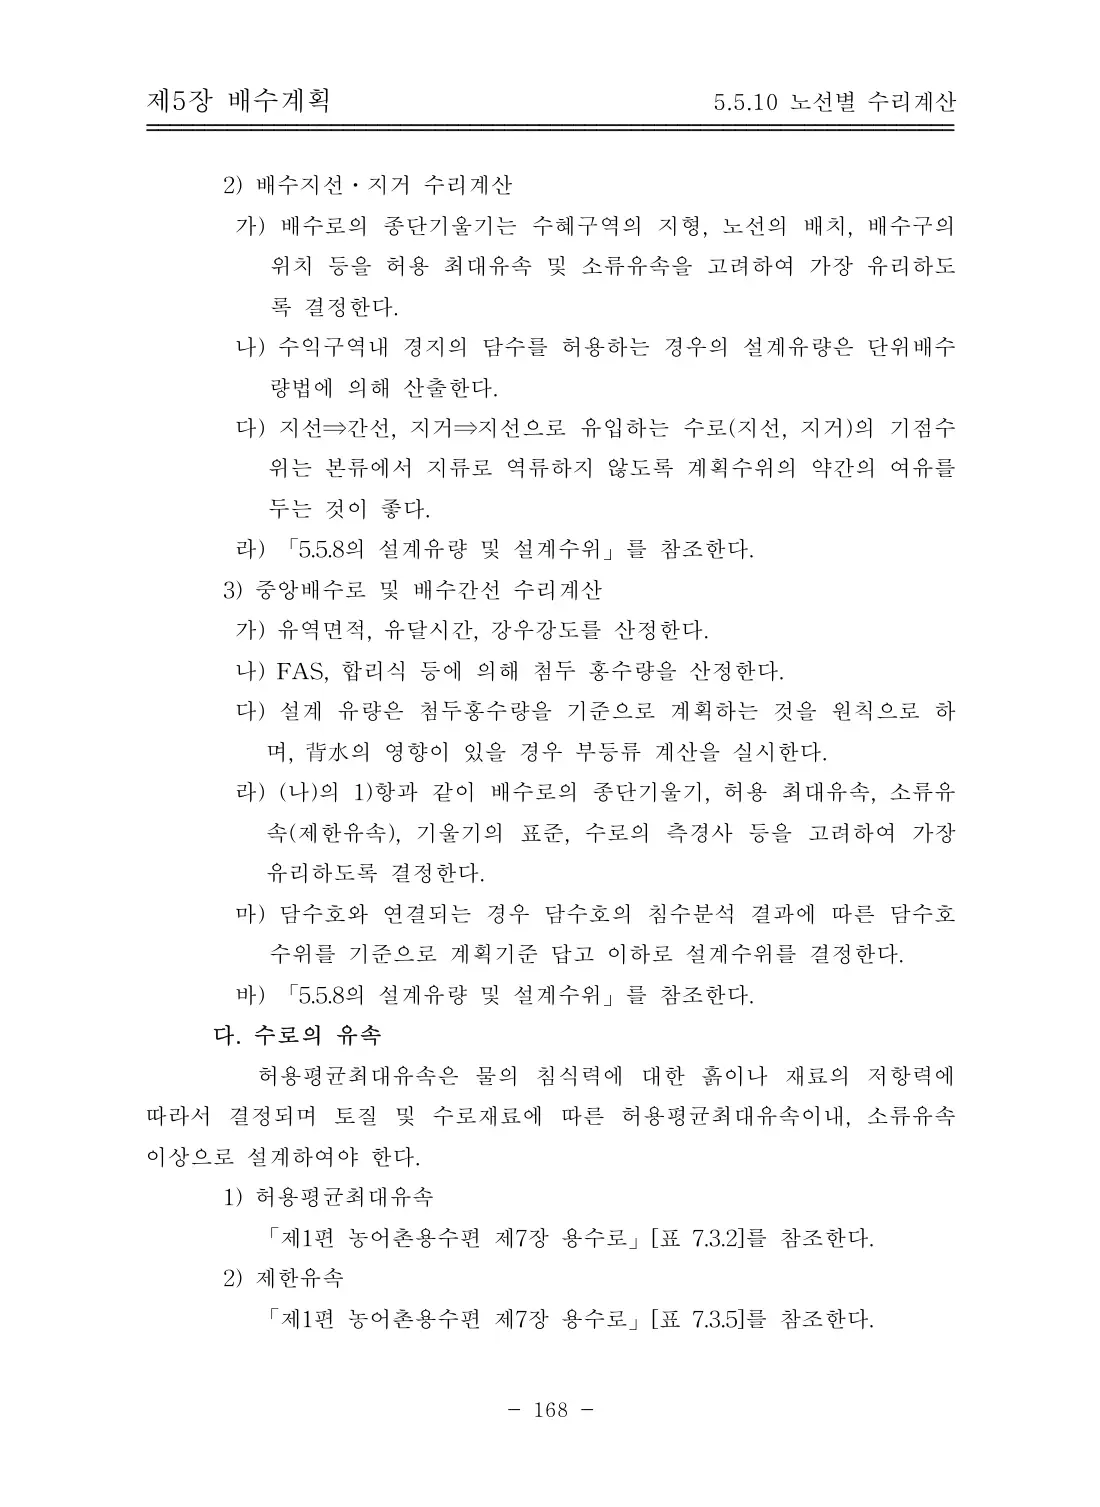 제5장 배수계획
5.5.10 노선별 수리계산
2) 배수지선・지거 수리계산
가) 배수로의 종단기울기는 수혜구역의 지형, 노선의 배치, 배수구의
위치 등을 허용 최대유속 및 소류유속을 고려하여 가장 유리하도
록 결정한다.
나) 수익구역내 경지의 담수를 허용하는 경우의 설계유량은 단위배수
량법에 의해 산출한다.
다) 지선⇒간선, 지거⇒지선으로 유입하는 수로(지선, 지거)의 기점수
위는 본류에서 지류로 역류하지 않도록 계획수위의 약간의 여유를
두는 것이 좋다.
라) 「5.5.8의 설계유량 및 설계수위」를 참조한다.
3) 중앙배수로 및 배수간선 수리계산
가) 유역면적, 유달시간, 강우강도를 산정한다.
나) FAS, 합리식 등에 의해 첨두 홍수량을 산정한다.
다) 설계 유량은 첨두홍수량을 기준으로 계획하는 것을 원칙으로 하
며, 背水의 영향이 있을 경우 부등류 계산을 실시한다.
라) (나)의 1)항과 같이 배수로의 종단기울기, 허용 최대유속, 소류유
속(제한유속), 기울기의 표준, 수로의 측경사 등을 고려하여 가장
유리하도록 결정한다.
마) 담수호와 연결되는 경우 담수호의 침수분석 결과에 따른 담수호
수위를 기준으로 계획기준 답고 이하로 설계수위를 결정한다.
바) 「5.5.8의 설계유량 및 설계수위」를 참조한다.
다. 수로의 유속
허용평균최대유속은 물의 침식력에 대한 흙이나 재료의 저항력에
따라서 결정되며 토질 및 수로재료에 따른 허용평균최대유속이내, 소류유속
이상으로 설계하여야 한다.
1) 허용평균최대유속
「제1편 농어촌용수편 제7장 용수로」[표 7.3.2]를 참조한다.
2) 제한유속
「제1편 농어촌용수편 제7장 용수로」[표 7.3.5]를 참조한다.
- 168 -